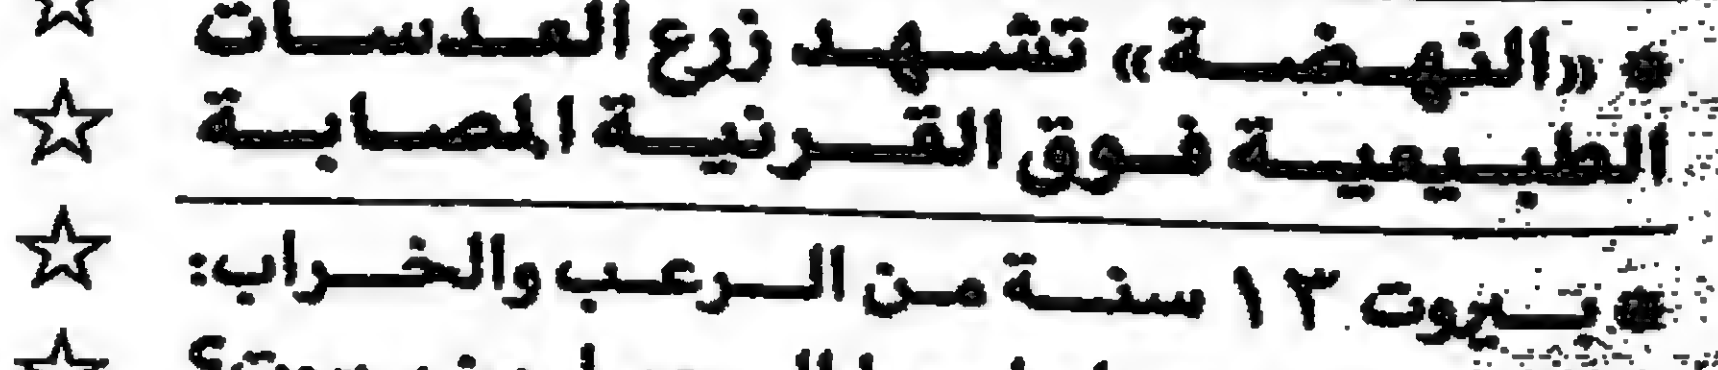 * «النهضة» تشهد زرع العدسات
الطبيعية فوق القرنية المصابة
* بيروت ١٣ سنة من الرعب والخراب: